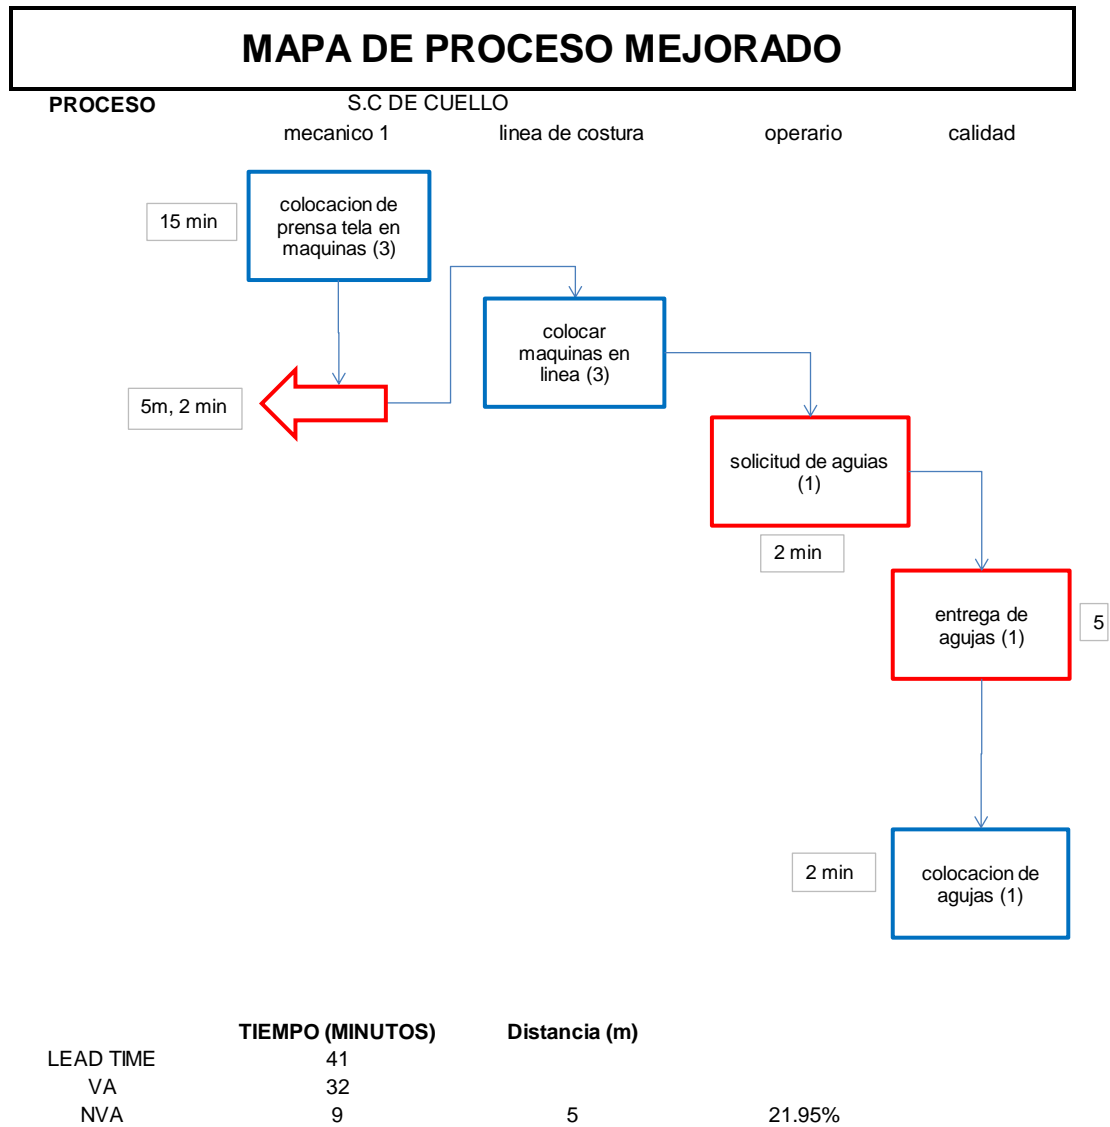 MAPA DE PROCESO MEJORADO
PROCESO S.C DE CUELLO
mecanico 1 linea de costura operario calidad
15 min
colocacion de
prensa tela en
maquinas (3)
colocar
maquinas en
linea (3)
5m, 2 min
solicitud de aguias
(1)
2 min
entrega de
agujas (1)
5
2 min
colocacion de
agujas (1)
TIEMPO (MINUTOS) Distancia (m)
LEAD TIME 41
VA 32
NVA 9 5 21.95%